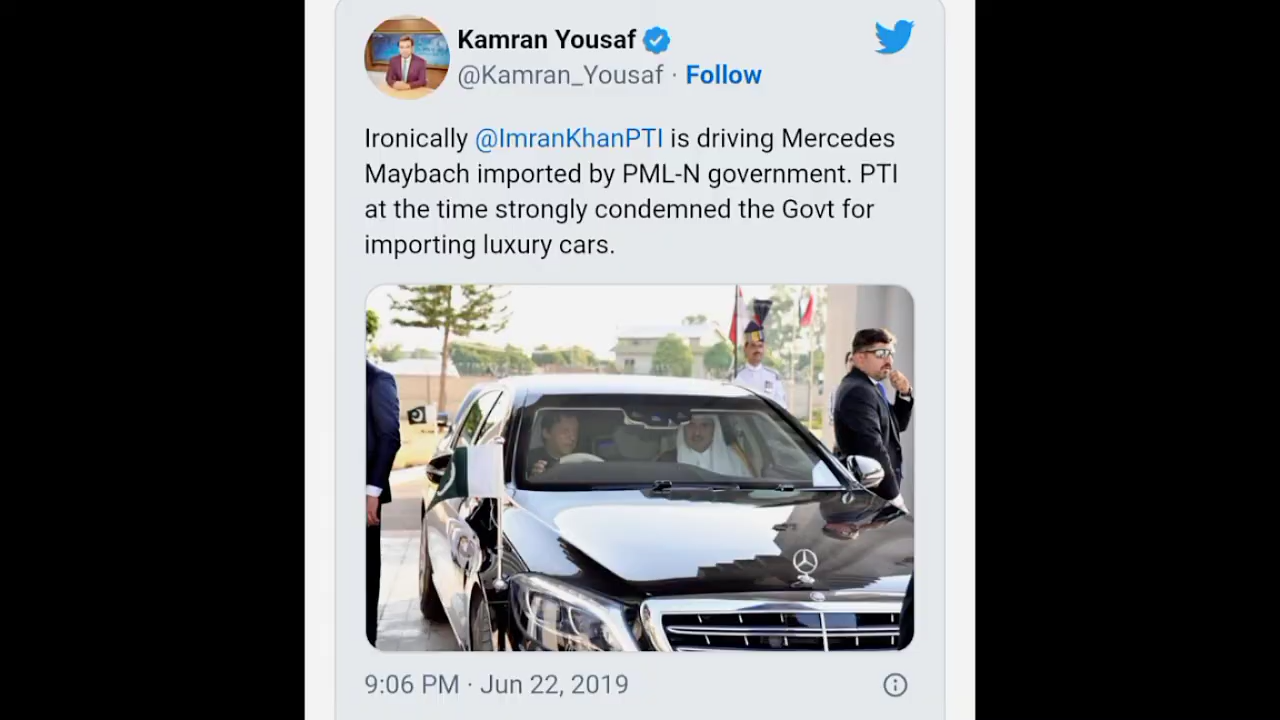 Kamran Yousaf
@Kamran_Yousaf · Follow
Ironically @ImranKhanPTI is driving Mercedes
Maybach imported by PML-N government. PTI
at the time strongly condemned the Govt for
importing luxury cars.
9:06 PM · Jun 22, 2019